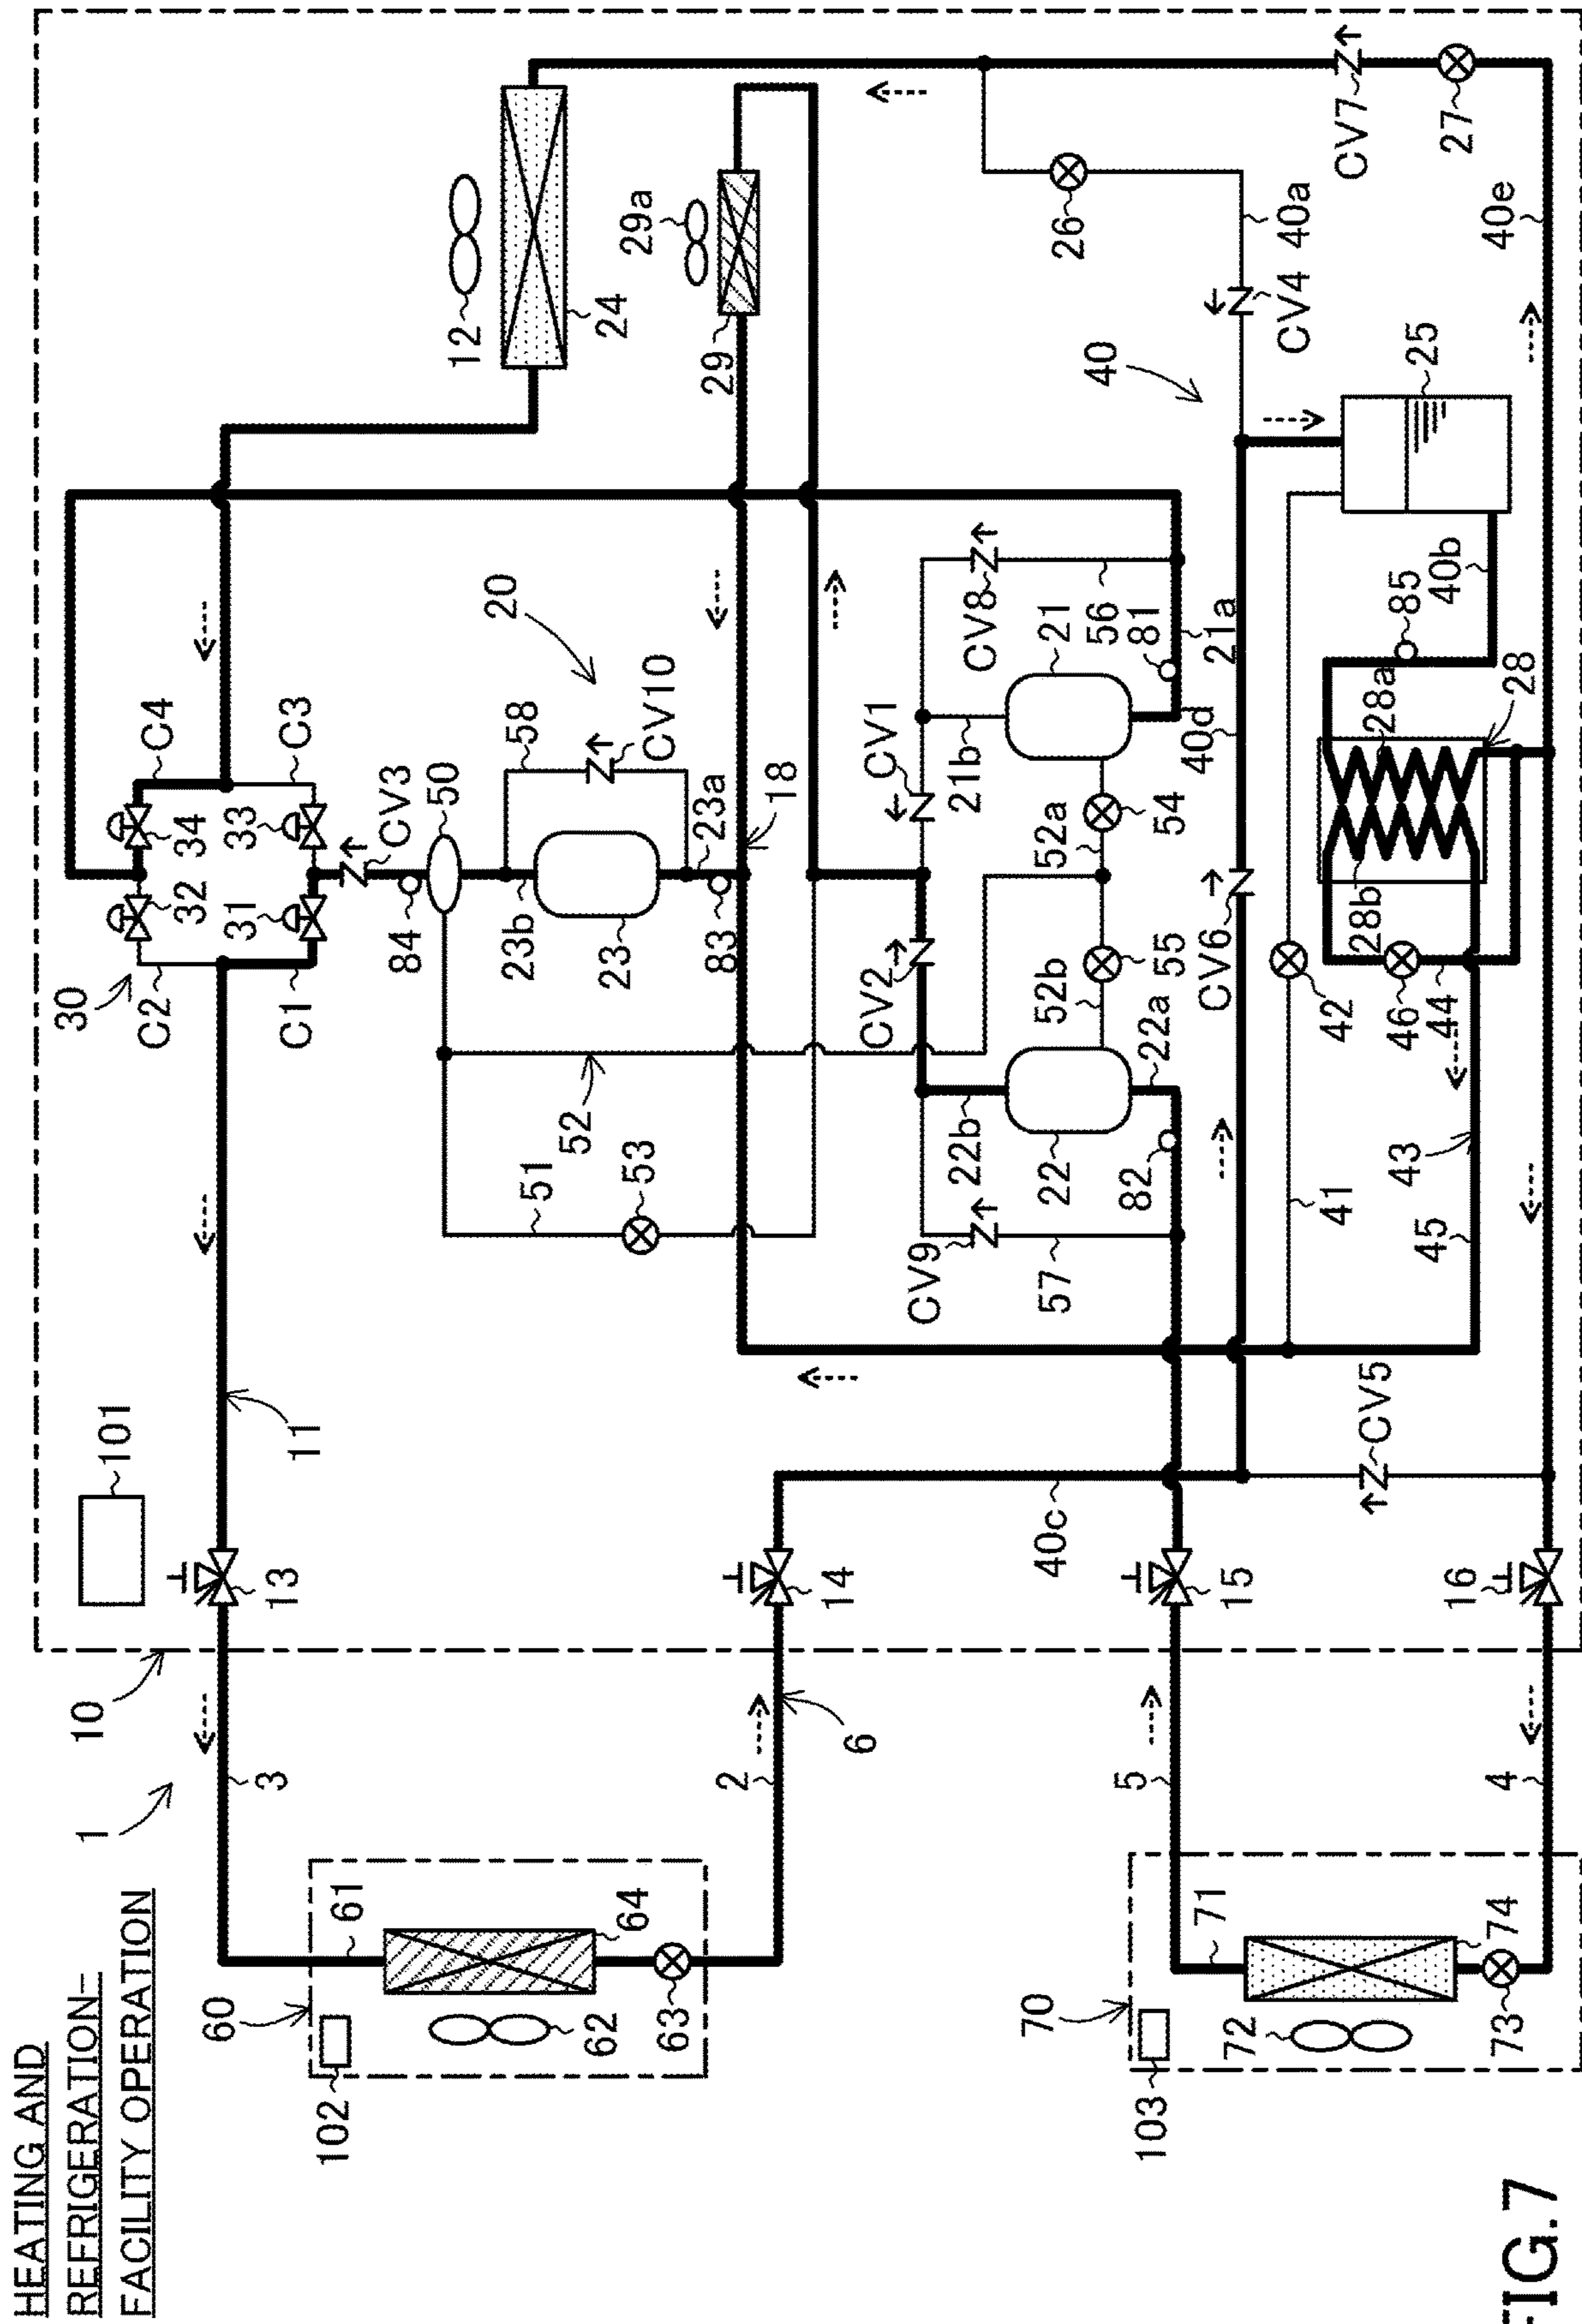 HEATING AND
REFRIGERATION-
FACILITY OPERATION
1
10
101
3
13
11
30
C2
C1
32
31
34
33
C4
C3
CV3
84
50
58
CV10
23b
23
23a
83
18
20
12
24
29a
29
52
51
53
CV2
CV1
21b
CV8
56
21
81
21a
22b
22
22a
82
52b
52a
55
54
CV9
57
40d
CV6
40
CV4
40a
26
CV7
27
40e
25
40b
85
28
28a
28b
42
46
44
43
41
45
CV5
40c
14
15
16
2
6
5
4
60
61
64
62
63
102
70
71
74
72
73
103
FIG.7